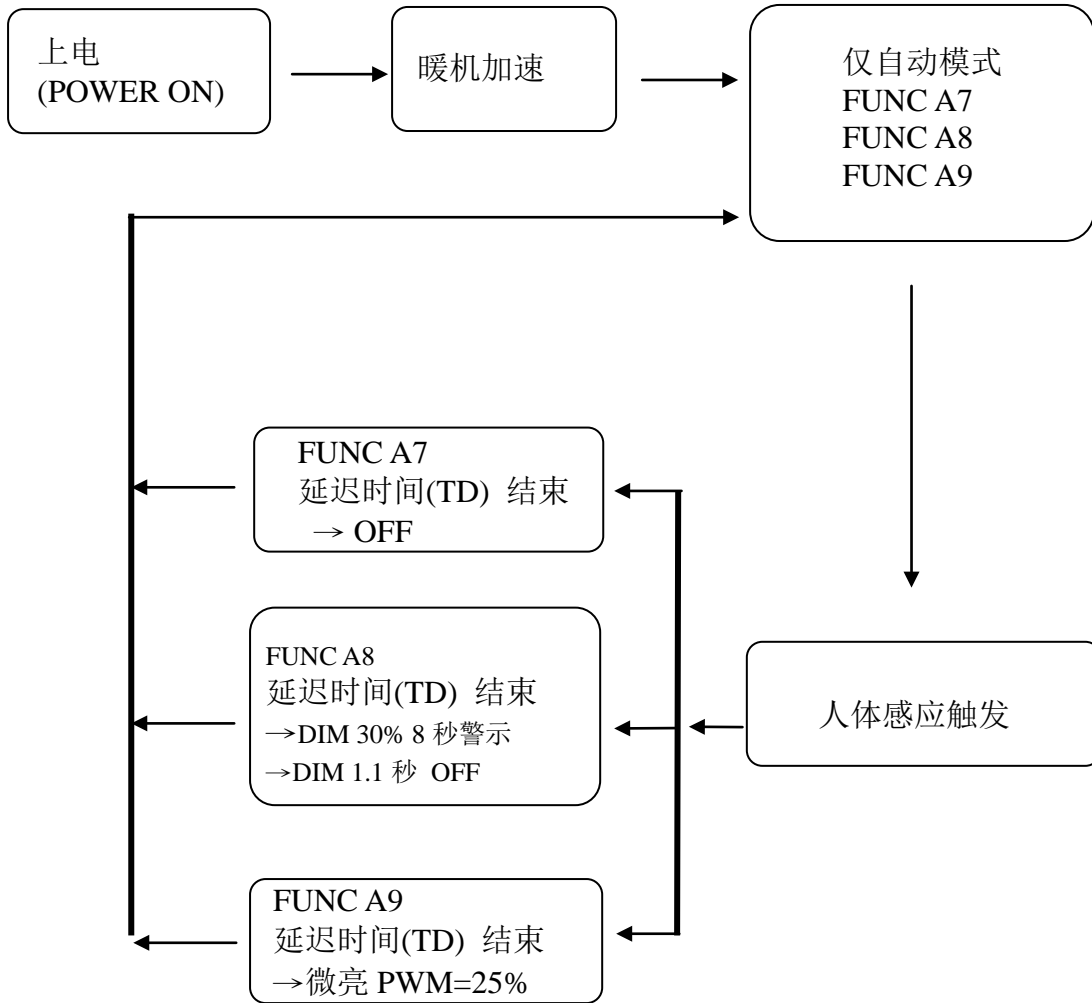 上电
(POWER ON)
暖机加速
仅自动模式
FUNC A7
FUNC A8
FUNC A9
FUNC A7
延迟时间(TD) 结束
→ OFF
FUNC A8
延迟时间(TD) 结束
→DIM 30% 8 秒警示
→DIM 1.1 秒 OFF
人体感应触发
FUNC A9
延迟时间(TD) 结束
→微亮 PWM=25%